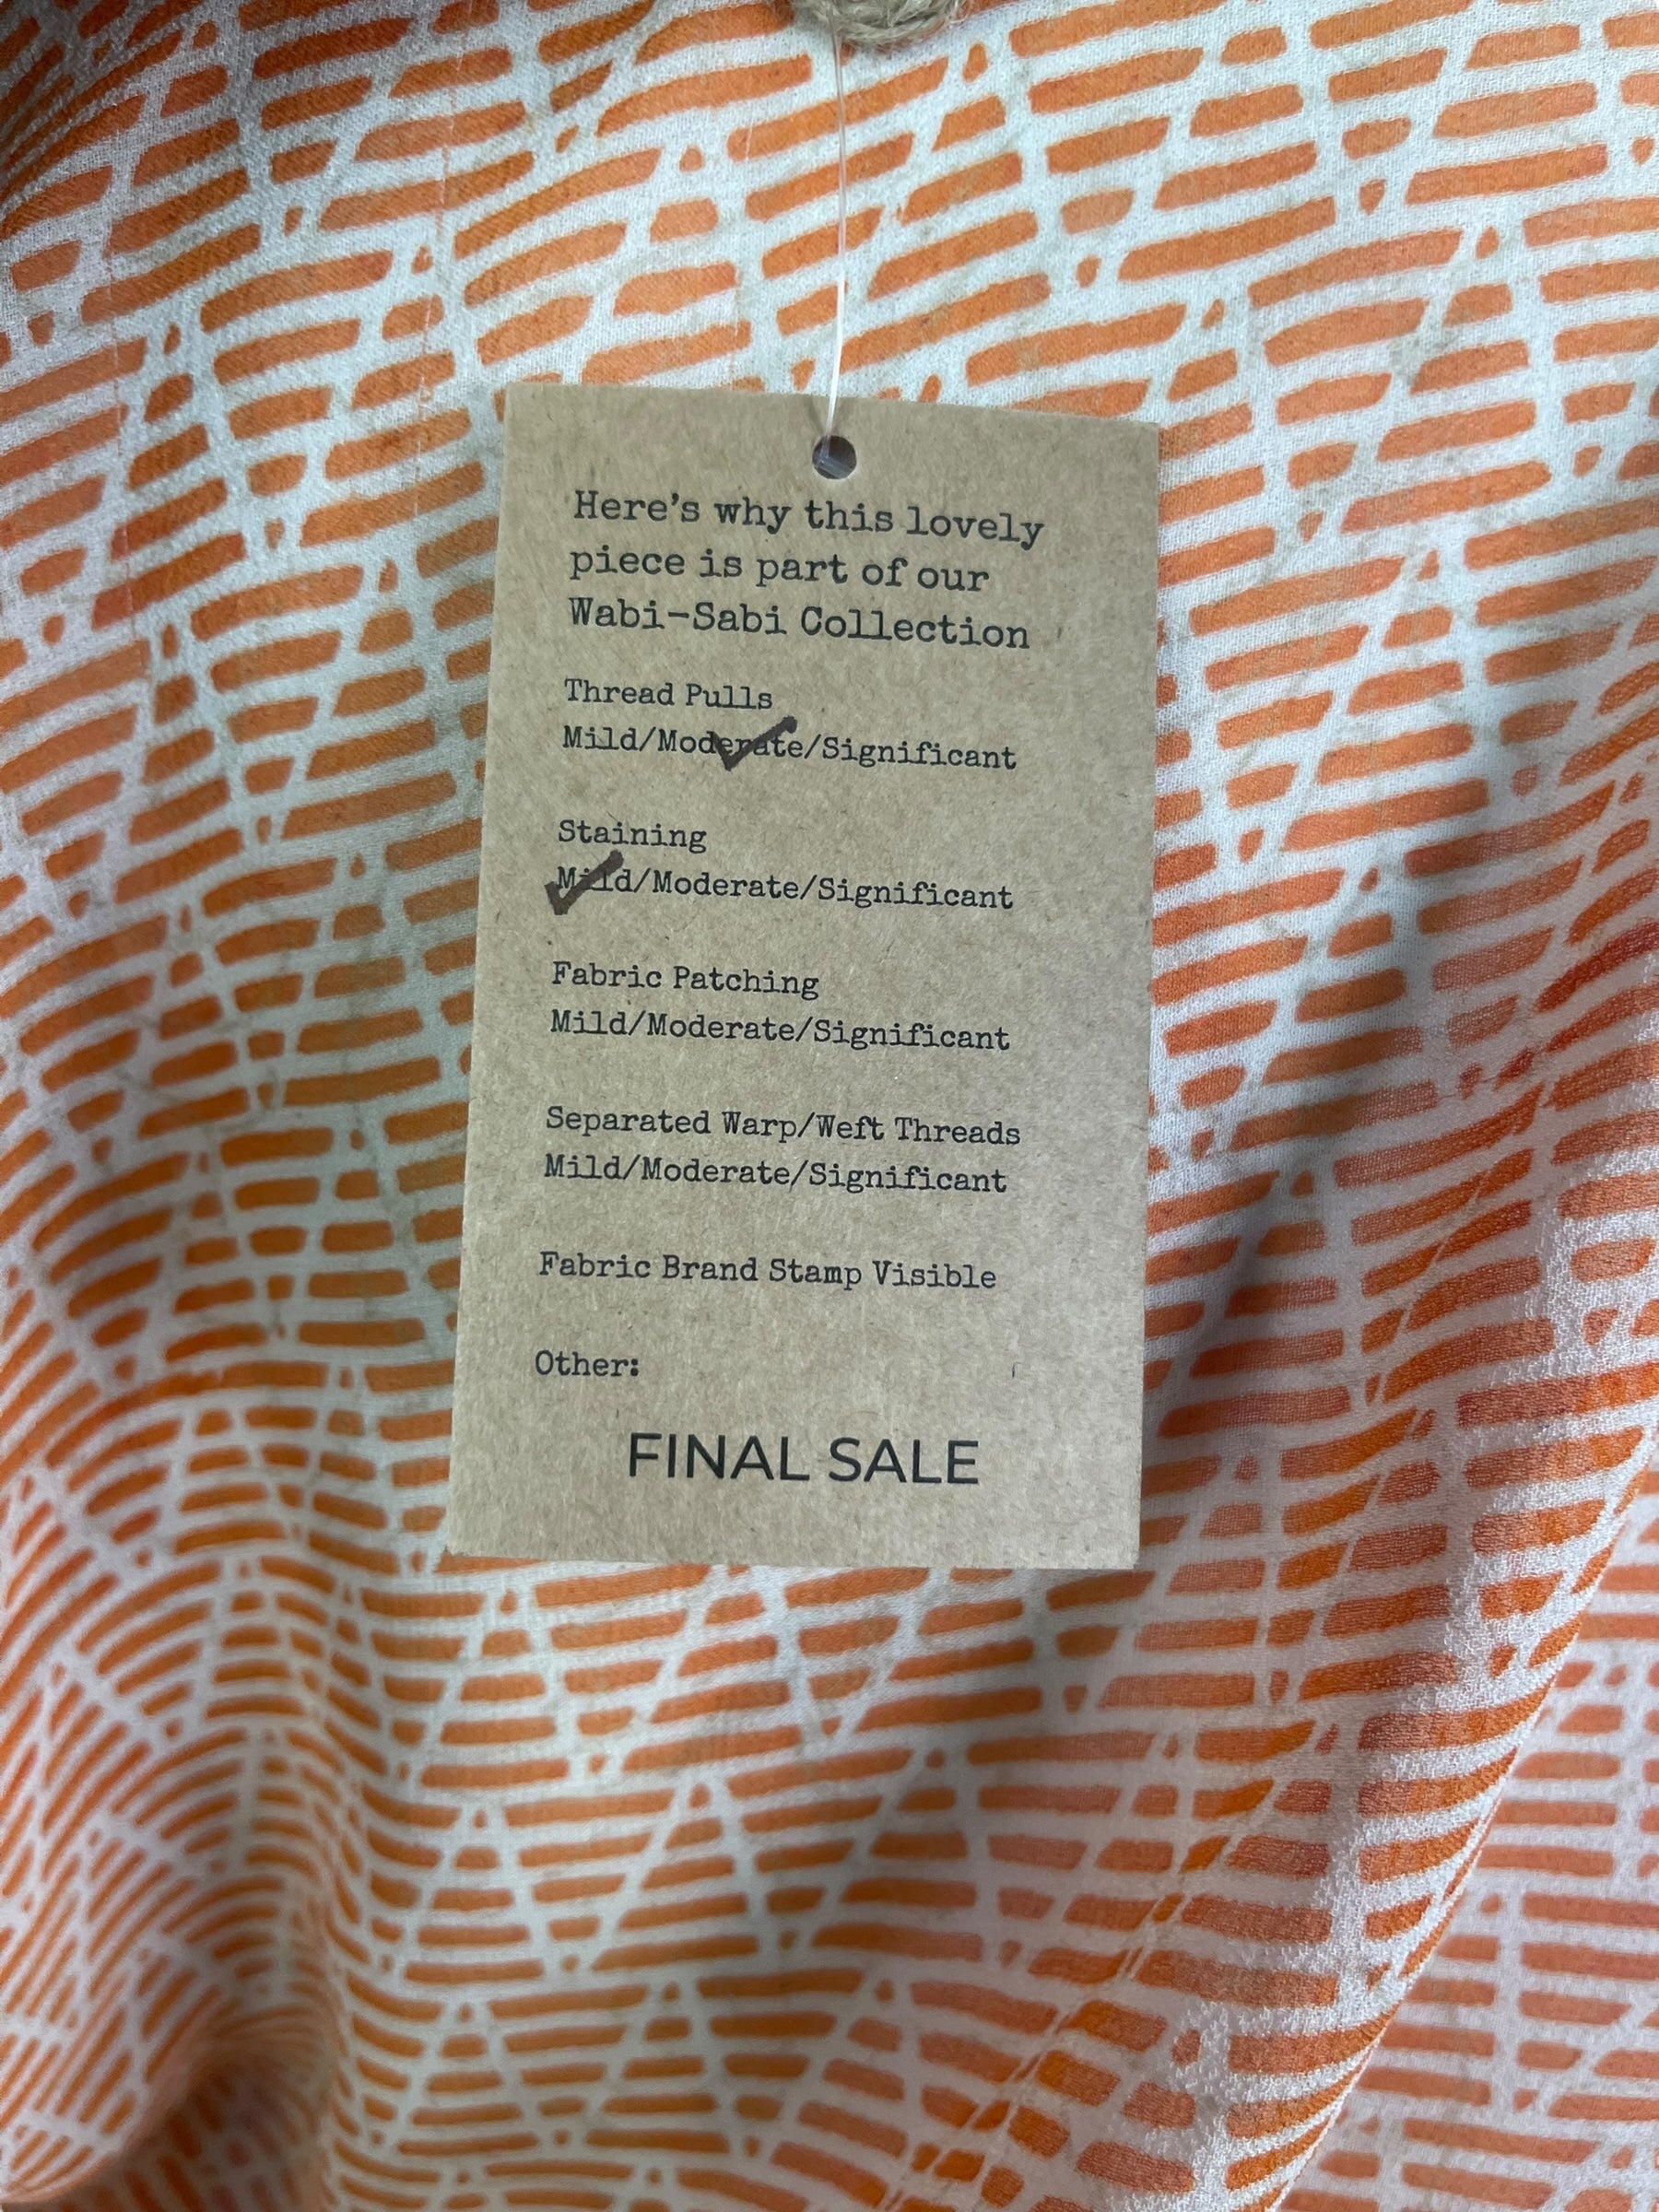 Here's why this lovely
piece is part of our
Wabi-Sabi Collection
Thread Pulls
Mild/Moderate/Significant
Staining
Mild/Moderate/Significant
Fabric Patching
Mild/Moderate/Significant
Separated Warp/Weft Threads
Mild/Moderate/Significant
Fabric Brand Stamp Visible
Other:
FINAL SALE